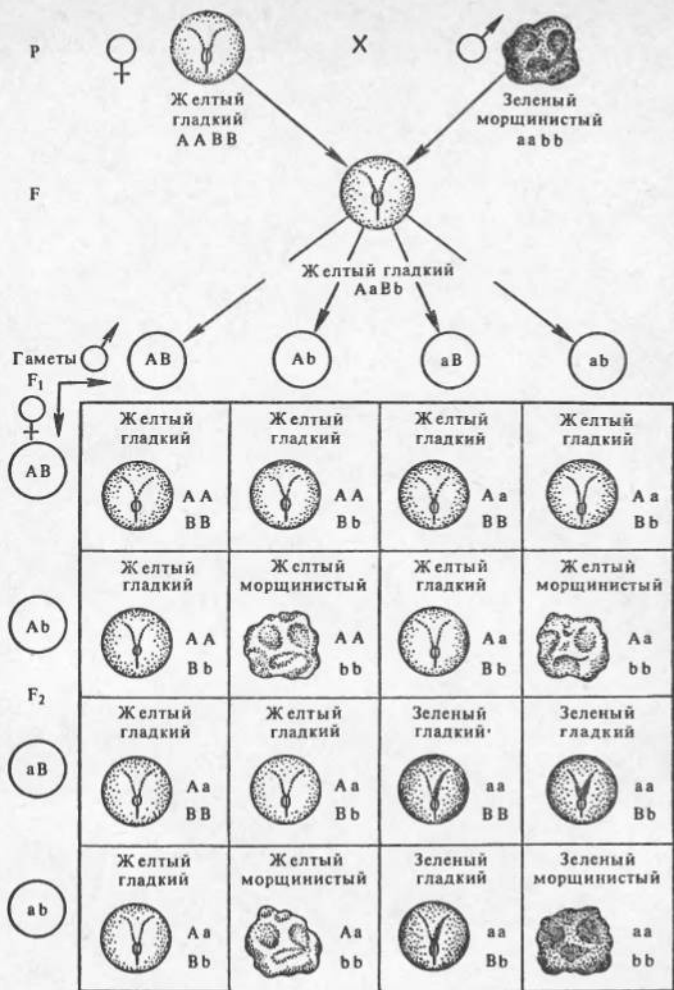 P ♀ X ♂
Желтый Зеленый
гладкий морщинистый
AABB aabb
F
Желтый гладкий
AaBb
Гаметы ♂ AB Ab aB ab
F₁
♀
Желтый Желтый Желтый Желтый
гладкий гладкий гладкий гладкий
AB AA AA Aa Aa
BB Bb BB Bb
Желтый Желтый Желтый Желтый
гладкий морщинистый гладкий морщинистый
Ab AA AA Aa Aa
Bb bb Bb bb
F₂
Желтый Желтый Зеленый Зеленый
гладкий гладкий гладкий гладкий
aB Aa Aa aa aa
BB Bb BB Bb
Желтый Желтый Зеленый Зеленый
гладкий морщинистый гладкий морщинистый
ab Aa Aa aa aa
Bb bb Bb bb